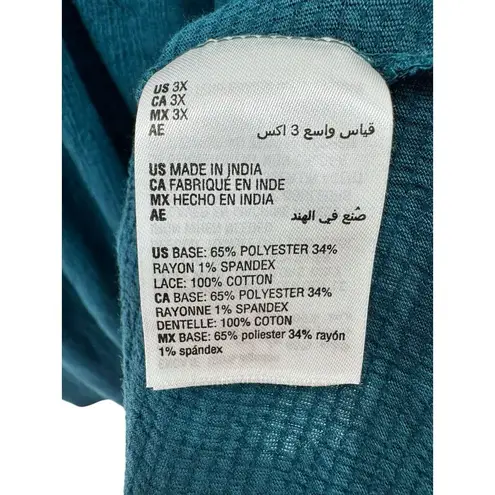 US 3X
CA 3X
MX 3X
AE قياس واسع 3 اكس
US MADE IN INDIA
CA FABRIQUÉ EN INDE
MX HECHO EN INDIA
AE صُنع في الهند
US BASE: 65% POLYESTER 34%
RAYON 1% SPANDEX
LACE: 100% COTTON
CA BASE: 65% POLYESTER 34%
RAYONNE 1% SPANDEX
DENTELLE: 100% COTON
MX BASE: 65% poliester 34% rayón
1% spándex